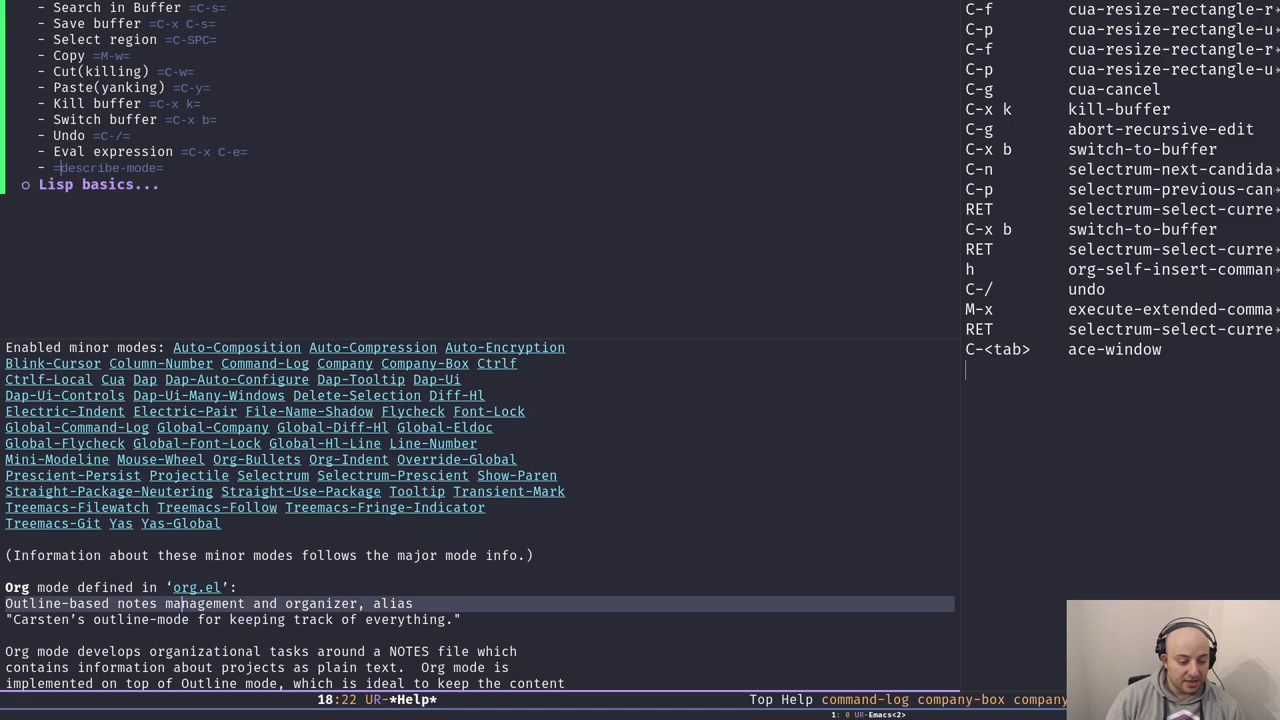 - Search in Buffer =C-s=
- Save buffer =C-x C-s=
- Select region =C-SPC=
- Copy =M-w=
- Cut(killing) =C-w=
- Paste(yanking) =C-y=
- Kill buffer =C-x k=
- Switch buffer =C-x b=
- Undo =C-/=
- Eval expression =C-x C-e=
- =describe-mode=
○ Lisp basics...
Enabled minor modes: Auto-Composition Auto-Compression Auto-Encryption
Blink-Cursor Column-Number Command-Log Company Company-Box Ctrlf
Ctrlf-Local Cua Dap Dap-Auto-Configure Dap-Tooltip Dap-Ui
Dap-Ui-Controls Dap-Ui-Many-Windows Delete-Selection Diff-Hl
Electric-Indent Electric-Pair File-Name-Shadow Flycheck Font-Lock
Global-Command-Log Global-Company Global-Diff-Hl Global-Eldoc
Global-Flycheck Global-Font-Lock Global-Hl-Line Line-Number
Mini-Modeline Mouse-Wheel Org-Bullets Org-Indent Override-Global
Prescient-Persist Projectile Selectrum Selectrum-Prescient Show-Paren
Straight-Package-Neutering Straight-Use-Package Tooltip Transient-Mark
Treemacs-Filewatch Treemacs-Follow Treemacs-Fringe-Indicator
Treemacs-Git Yas Yas-Global
(Information about these minor modes follows the major mode info.)
Org mode defined in ‘org.el’:
Outline-based notes management and organizer, alias
"Carsten’s outline-mode for keeping track of everything."
Org mode develops organizational tasks around a NOTES file which
contains information about projects as plain text.  Org mode is
implemented on top of Outline mode, which is ideal to keep the content
18:22 UR-*Help* Top Help command-log company-box company
C-f cua-resize-rectangle-r
C-p cua-resize-rectangle-u
C-f cua-resize-rectangle-r
C-p cua-resize-rectangle-u
C-g cua-cancel
C-x k kill-buffer
C-g abort-recursive-edit
C-x b switch-to-buffer
C-n selectrum-next-candida
C-p selectrum-previous-can
RET selectrum-select-curre
C-x b switch-to-buffer
RET selectrum-select-curre
h org-self-insert-comman
C-/ undo
M-x execute-extended-comma
RET selectrum-select-curre
C-<tab> ace-window
1: 0 UR-Emacs<2>